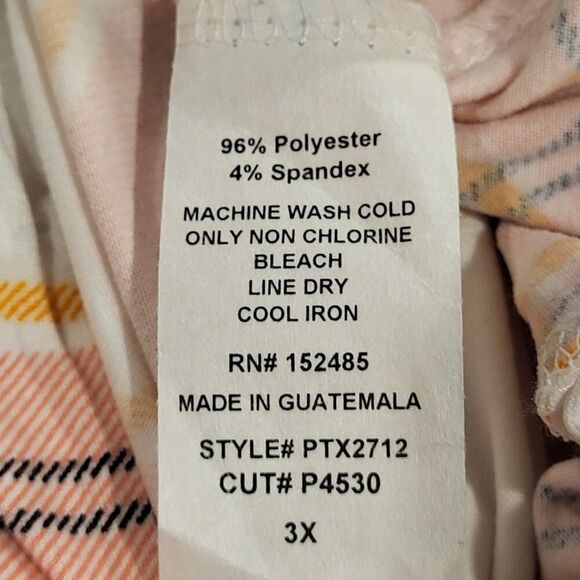 96% Polyester
4% Spandex
MACHINE WASH COLD
ONLY NON CHLORINE
BLEACH
LINE DRY
COOL IRON
RN# 152485
MADE IN GUATEMALA
STYLE# PTX2712
CUT# P4530
3X